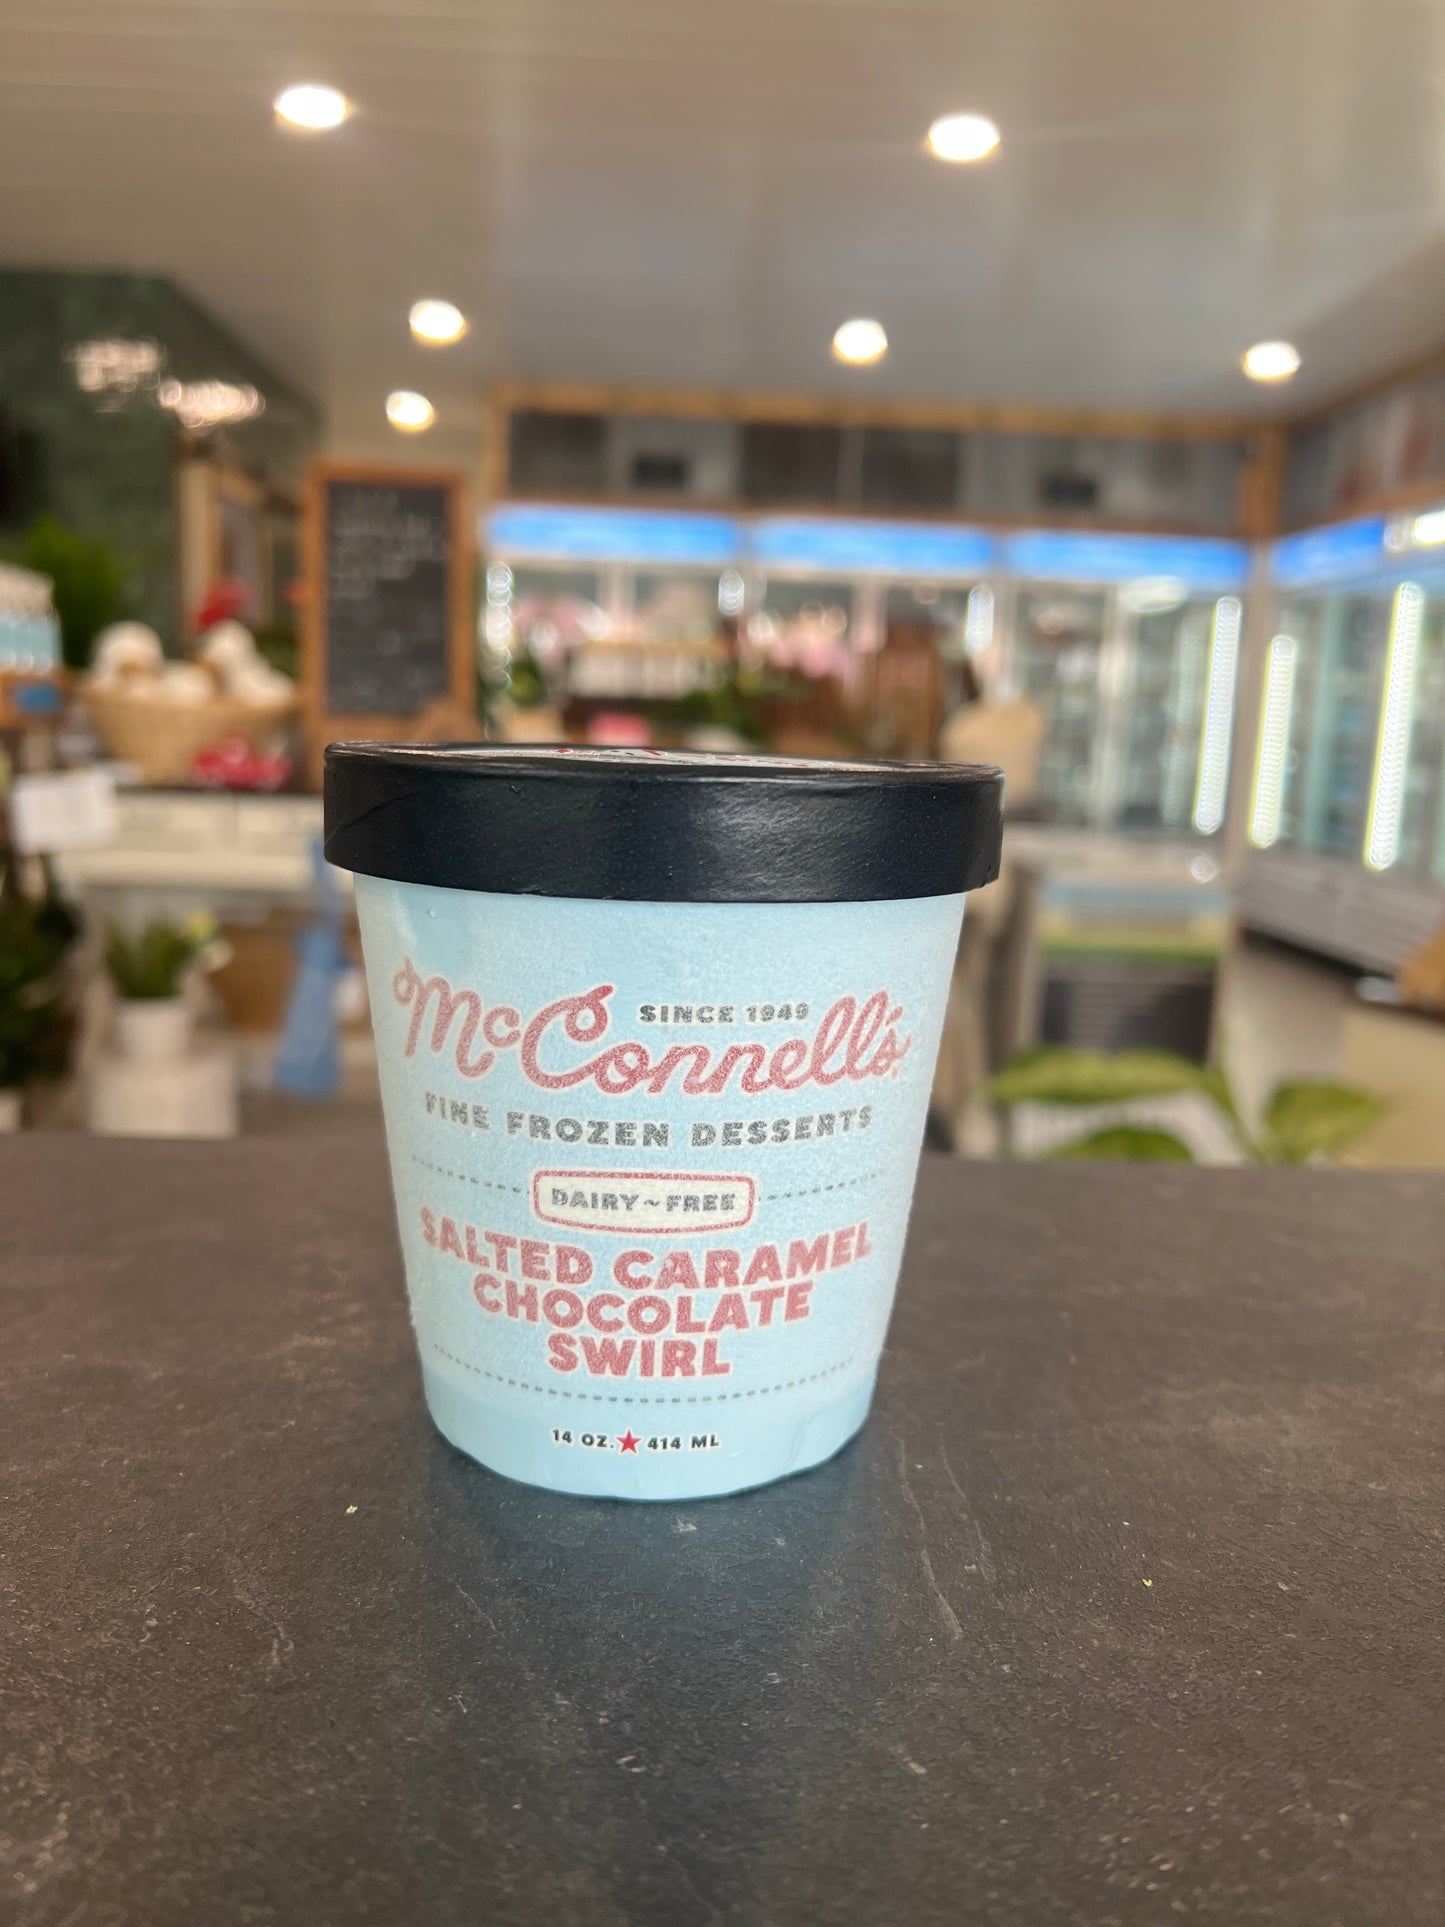 SINCE 1949
McConnell's
FINE FROZEN DESSERTS
DAIRY~FREE
SALTED CARAMEL
CHOCOLATE
SWIRL
14 OZ.★414 ML